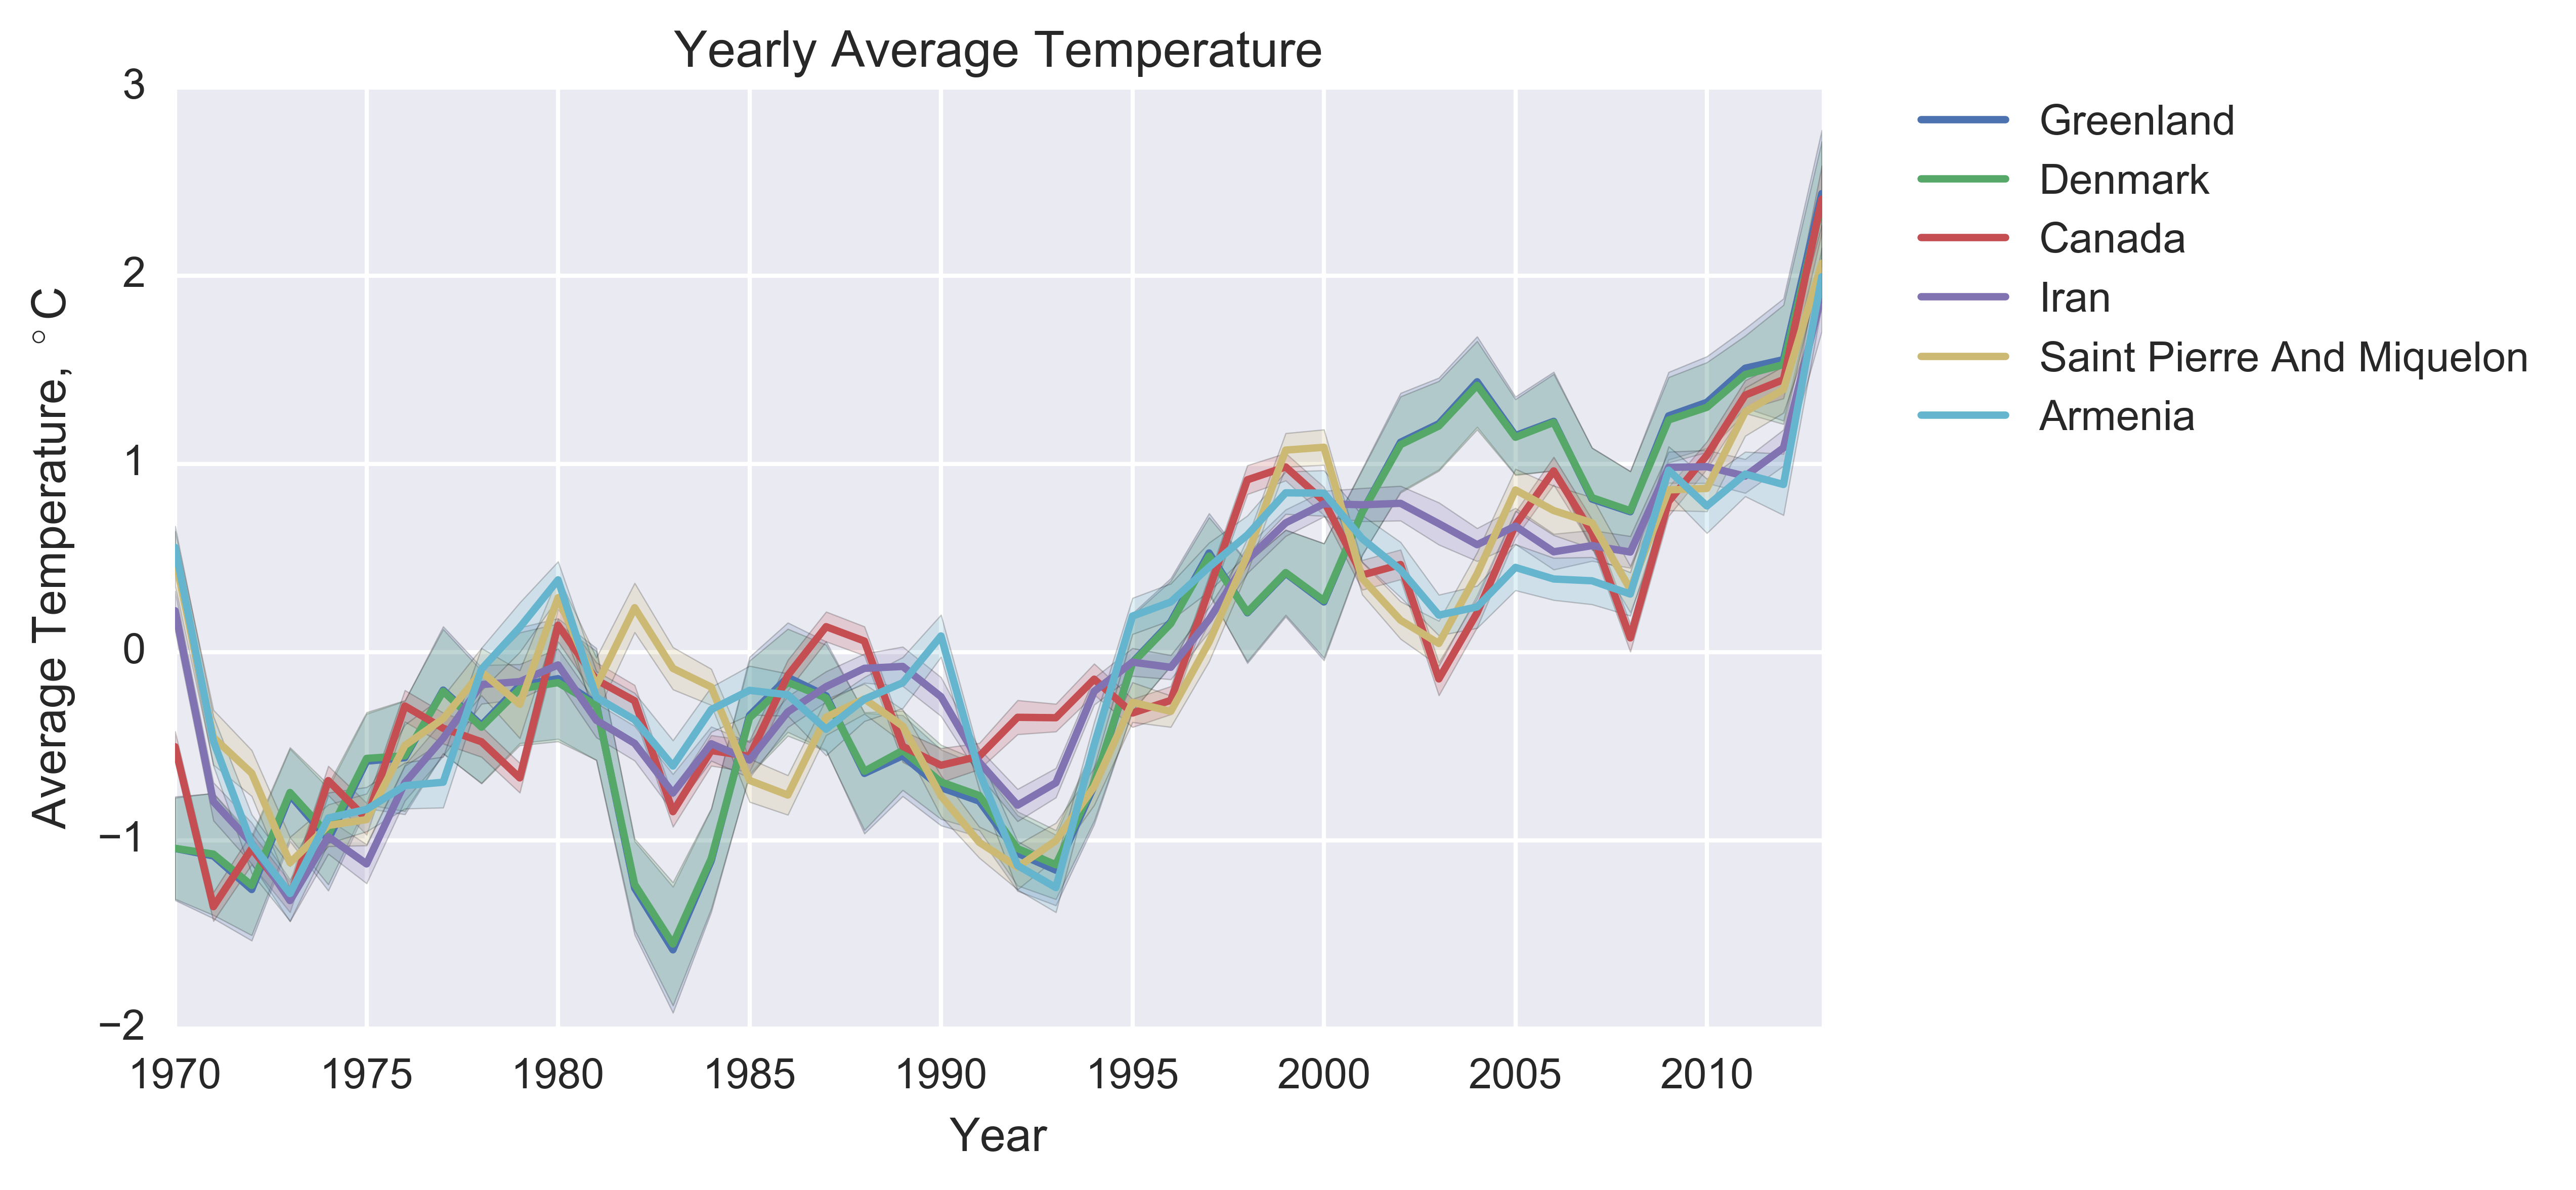 Yearly Average Temperature
3
2
1
0
−1
−2
Average Temperature, °C
1970 1975 1980 1985 1990 1995 2000 2005 2010
Year
Greenland
Denmark
Canada
Iran
Saint Pierre And Miquelon
Armenia